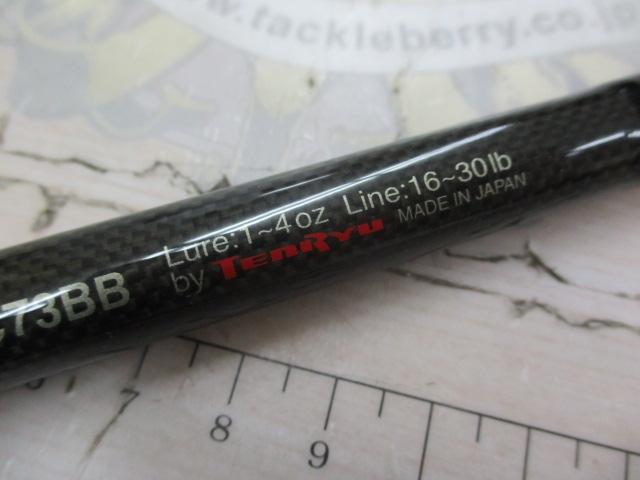 www.tackleberry.co.jp
Lure:1~4oz Line:16~30lb
by TENRYU MADE IN JAPAN
73BB
8
9